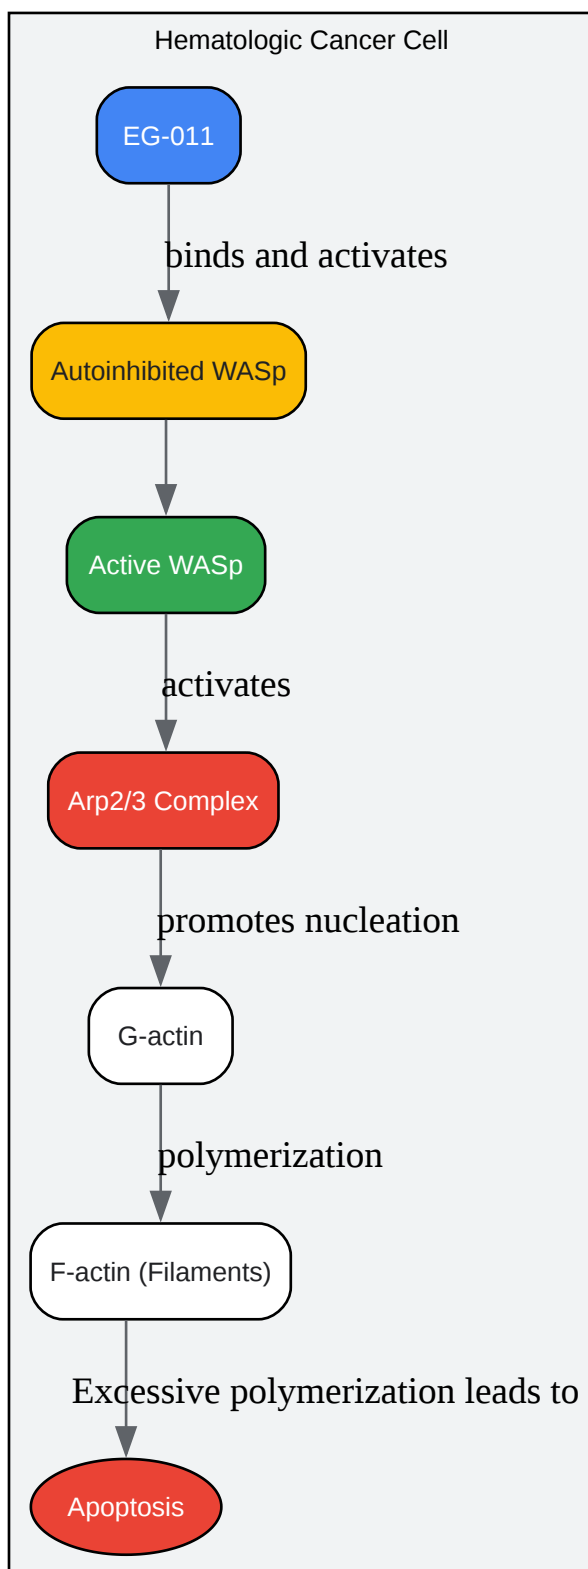 Hematologic Cancer Cell
EG-011
binds and activates
Autoinhibited WASp
Active WASp
activates
Arp2/3 Complex
promotes nucleation
G-actin
polymerization
F-actin (Filaments)
Excessive polymerization leads to
Apoptosis